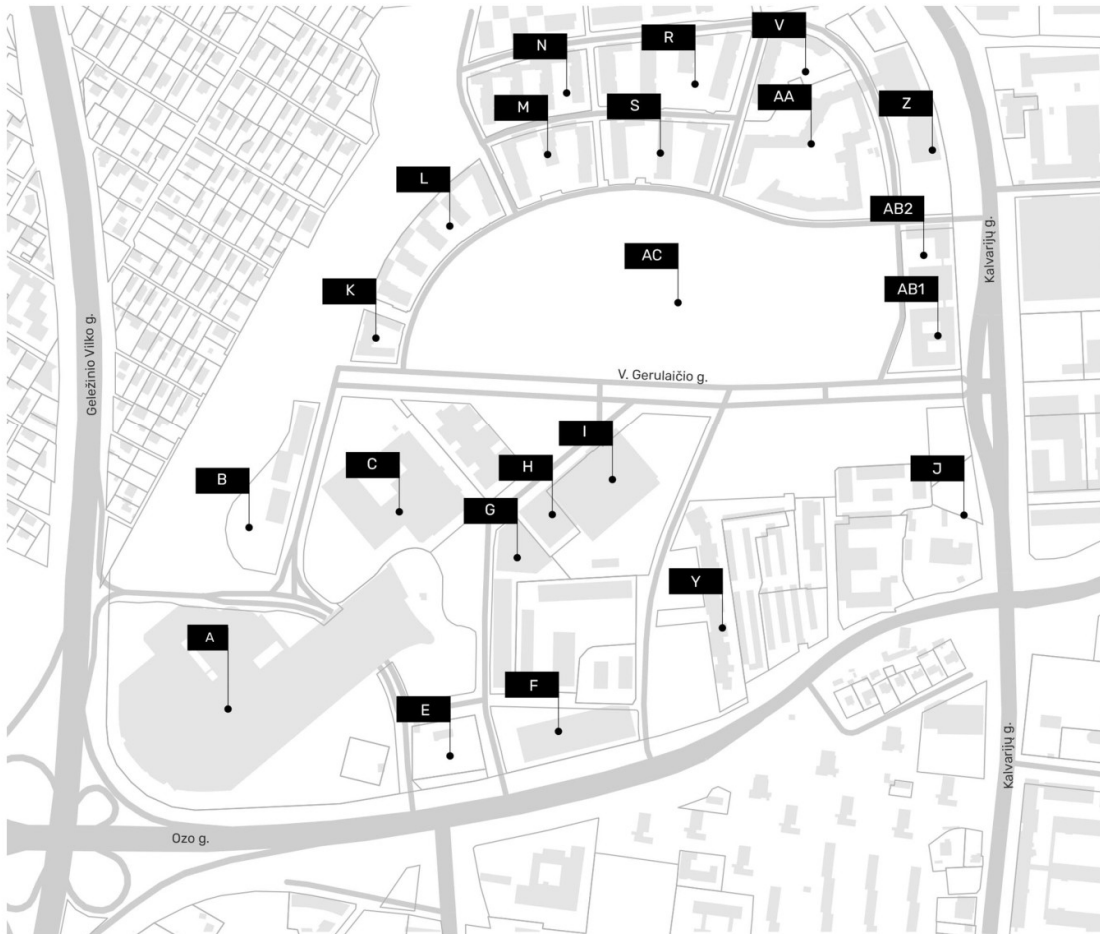 V
N
R
M
S
AA
Z
L
AB2
AC
K
AB1
Kalvarijų g.
Geležinio Vilko g.
V. Gerulaičio g.
I
B
C
H
J
G
Y
A
F
E
Ozo g.
Kalvarijų g.